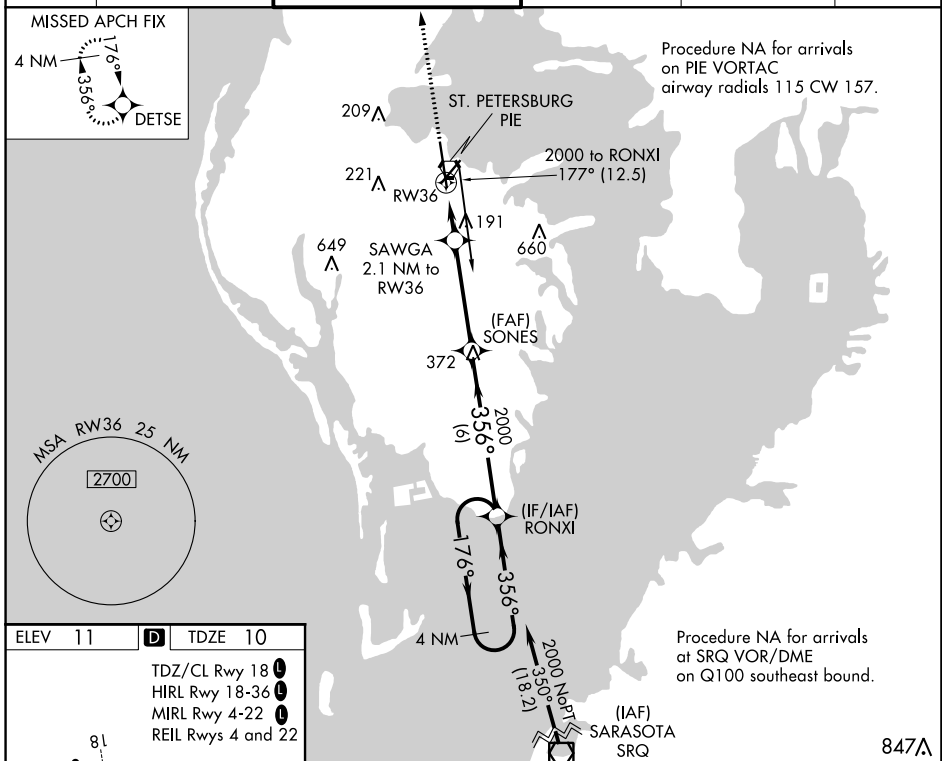 MISSED APCH FIX
4 NM
176°
356°
DETSE
Procedure NA for arrivals
on PIE VORTAC
airway radials 115 CW 157.
209
ST. PETERSBURG
PIE
2000 to RONXI
177° (12.5)
221
RW36
191
660
649
SAWGA
2.1 NM to
RW36
(FAF)
SONES
372
2000
356°
(6)
MSA RW36 25 NM
2700
(IF/IAF)
RONXI
176°
356°
4 NM
2000 NoPT
350°
(18.2)
Procedure NA for arrivals
at SRQ VOR/DME
on Q100 southeast bound.
(IAF)
SARASOTA
SRQ
847
ELEV 11 D TDZE 10
TDZ/CL Rwy 18 L
HIRL Rwy 18-36 L
MIRL Rwy 4-22 L
REIL Rwys 4 and 22
18